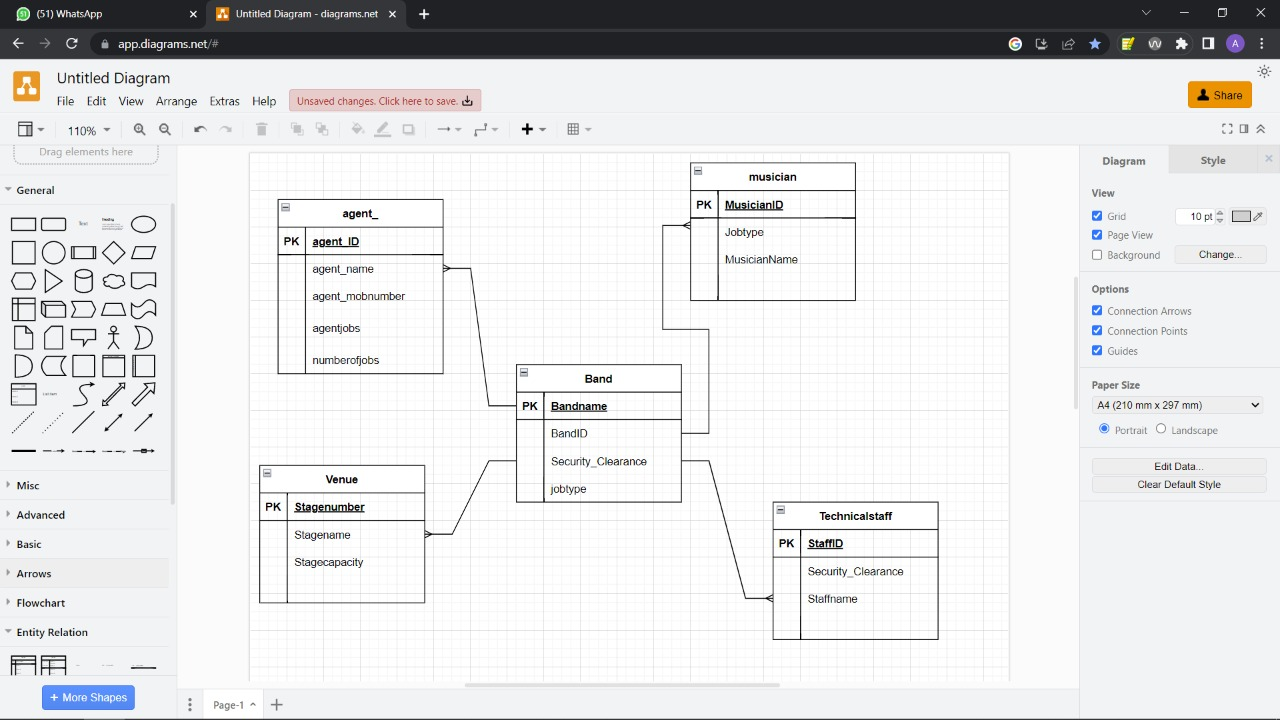 (51) WhatsApp
Untitled Diagram - diagrams.net
app.diagrams.net/#
A
Untitled Diagram
File Edit View Arrange Extras Help
Unsaved changes. Click here to save.
Share
110%
Drag elements here
General
Text
Heading
List Item
Misc
Advanced
Basic
Arrows
Flowchart
Entity Relation
+ More Shapes
agent_
PK agent_ID
agent_name
agent_mobnumber
agentjobs
numberofjobs
musician
PK MusicianID
Jobtype
MusicianName
Band
PK Bandname
BandID
Security_Clearance
jobtype
Venue
PK Stagenumber
Stagename
Stagecapacity
Technicalstaff
PK StaffID
Security_Clearance
Staffname
Page-1
Diagram Style
View
Grid 10 pt
Page View
Background Change...
Options
Connection Arrows
Connection Points
Guides
Paper Size
A4 (210 mm x 297 mm)
Portrait Landscape
Edit Data...
Clear Default Style